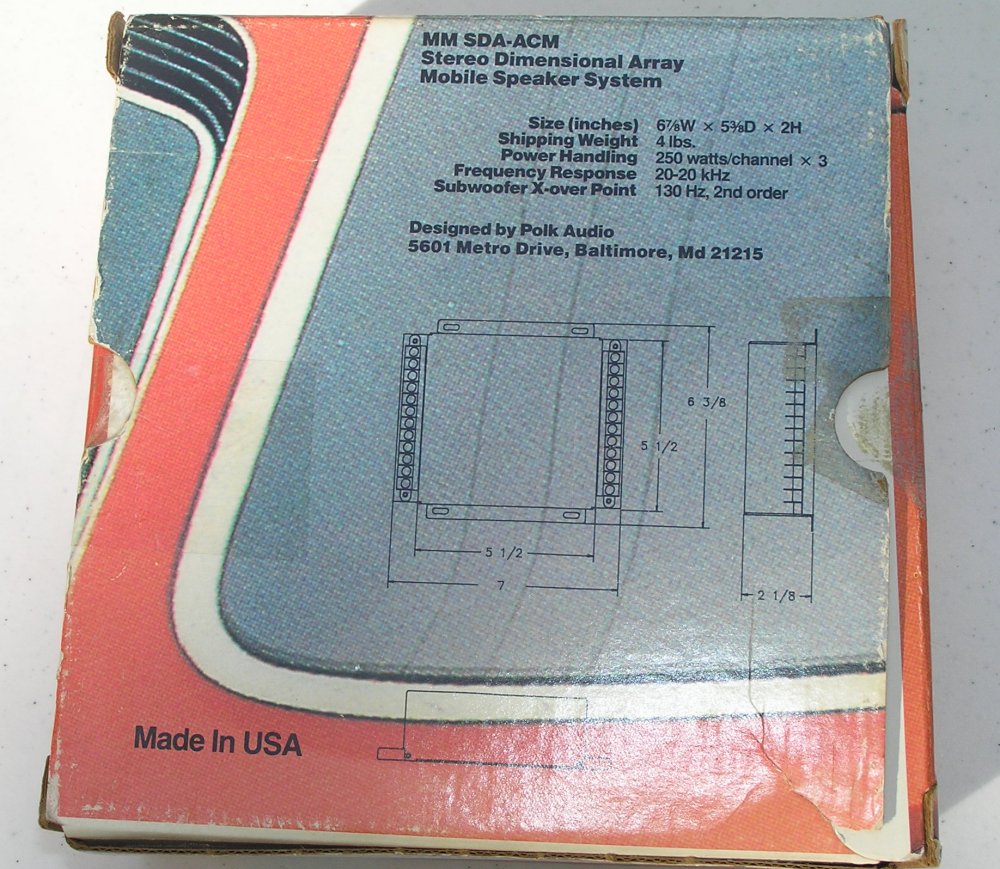 MM SDA-ACM
Stereo Dimensional Array
Mobile Speaker System
Size (inches) 6⅞W × 5⅜D × 2H
Shipping Weight 4 lbs.
Power Handling 250 watts/channel × 3
Frequency Response 20-20 kHz
Subwoofer X-over Point 130 Hz, 2nd order
Designed by Polk Audio
5601 Metro Drive, Baltimore, Md 21215
6 3/8
5 1/2
5 1/2
7
2 1/8
Made In USA